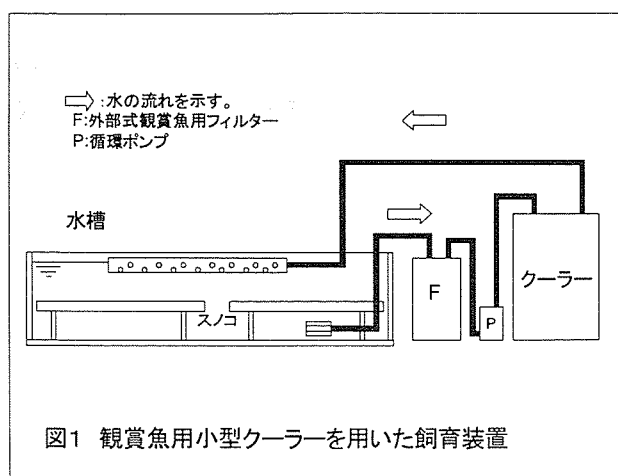 ⇨:水の流れを示す。
F:外部式観賞魚用フィルター
P:循環ポンプ
水槽
クーラー
F
P
スノコ
図1 観賞魚用小型クーラーを用いた飼育装置